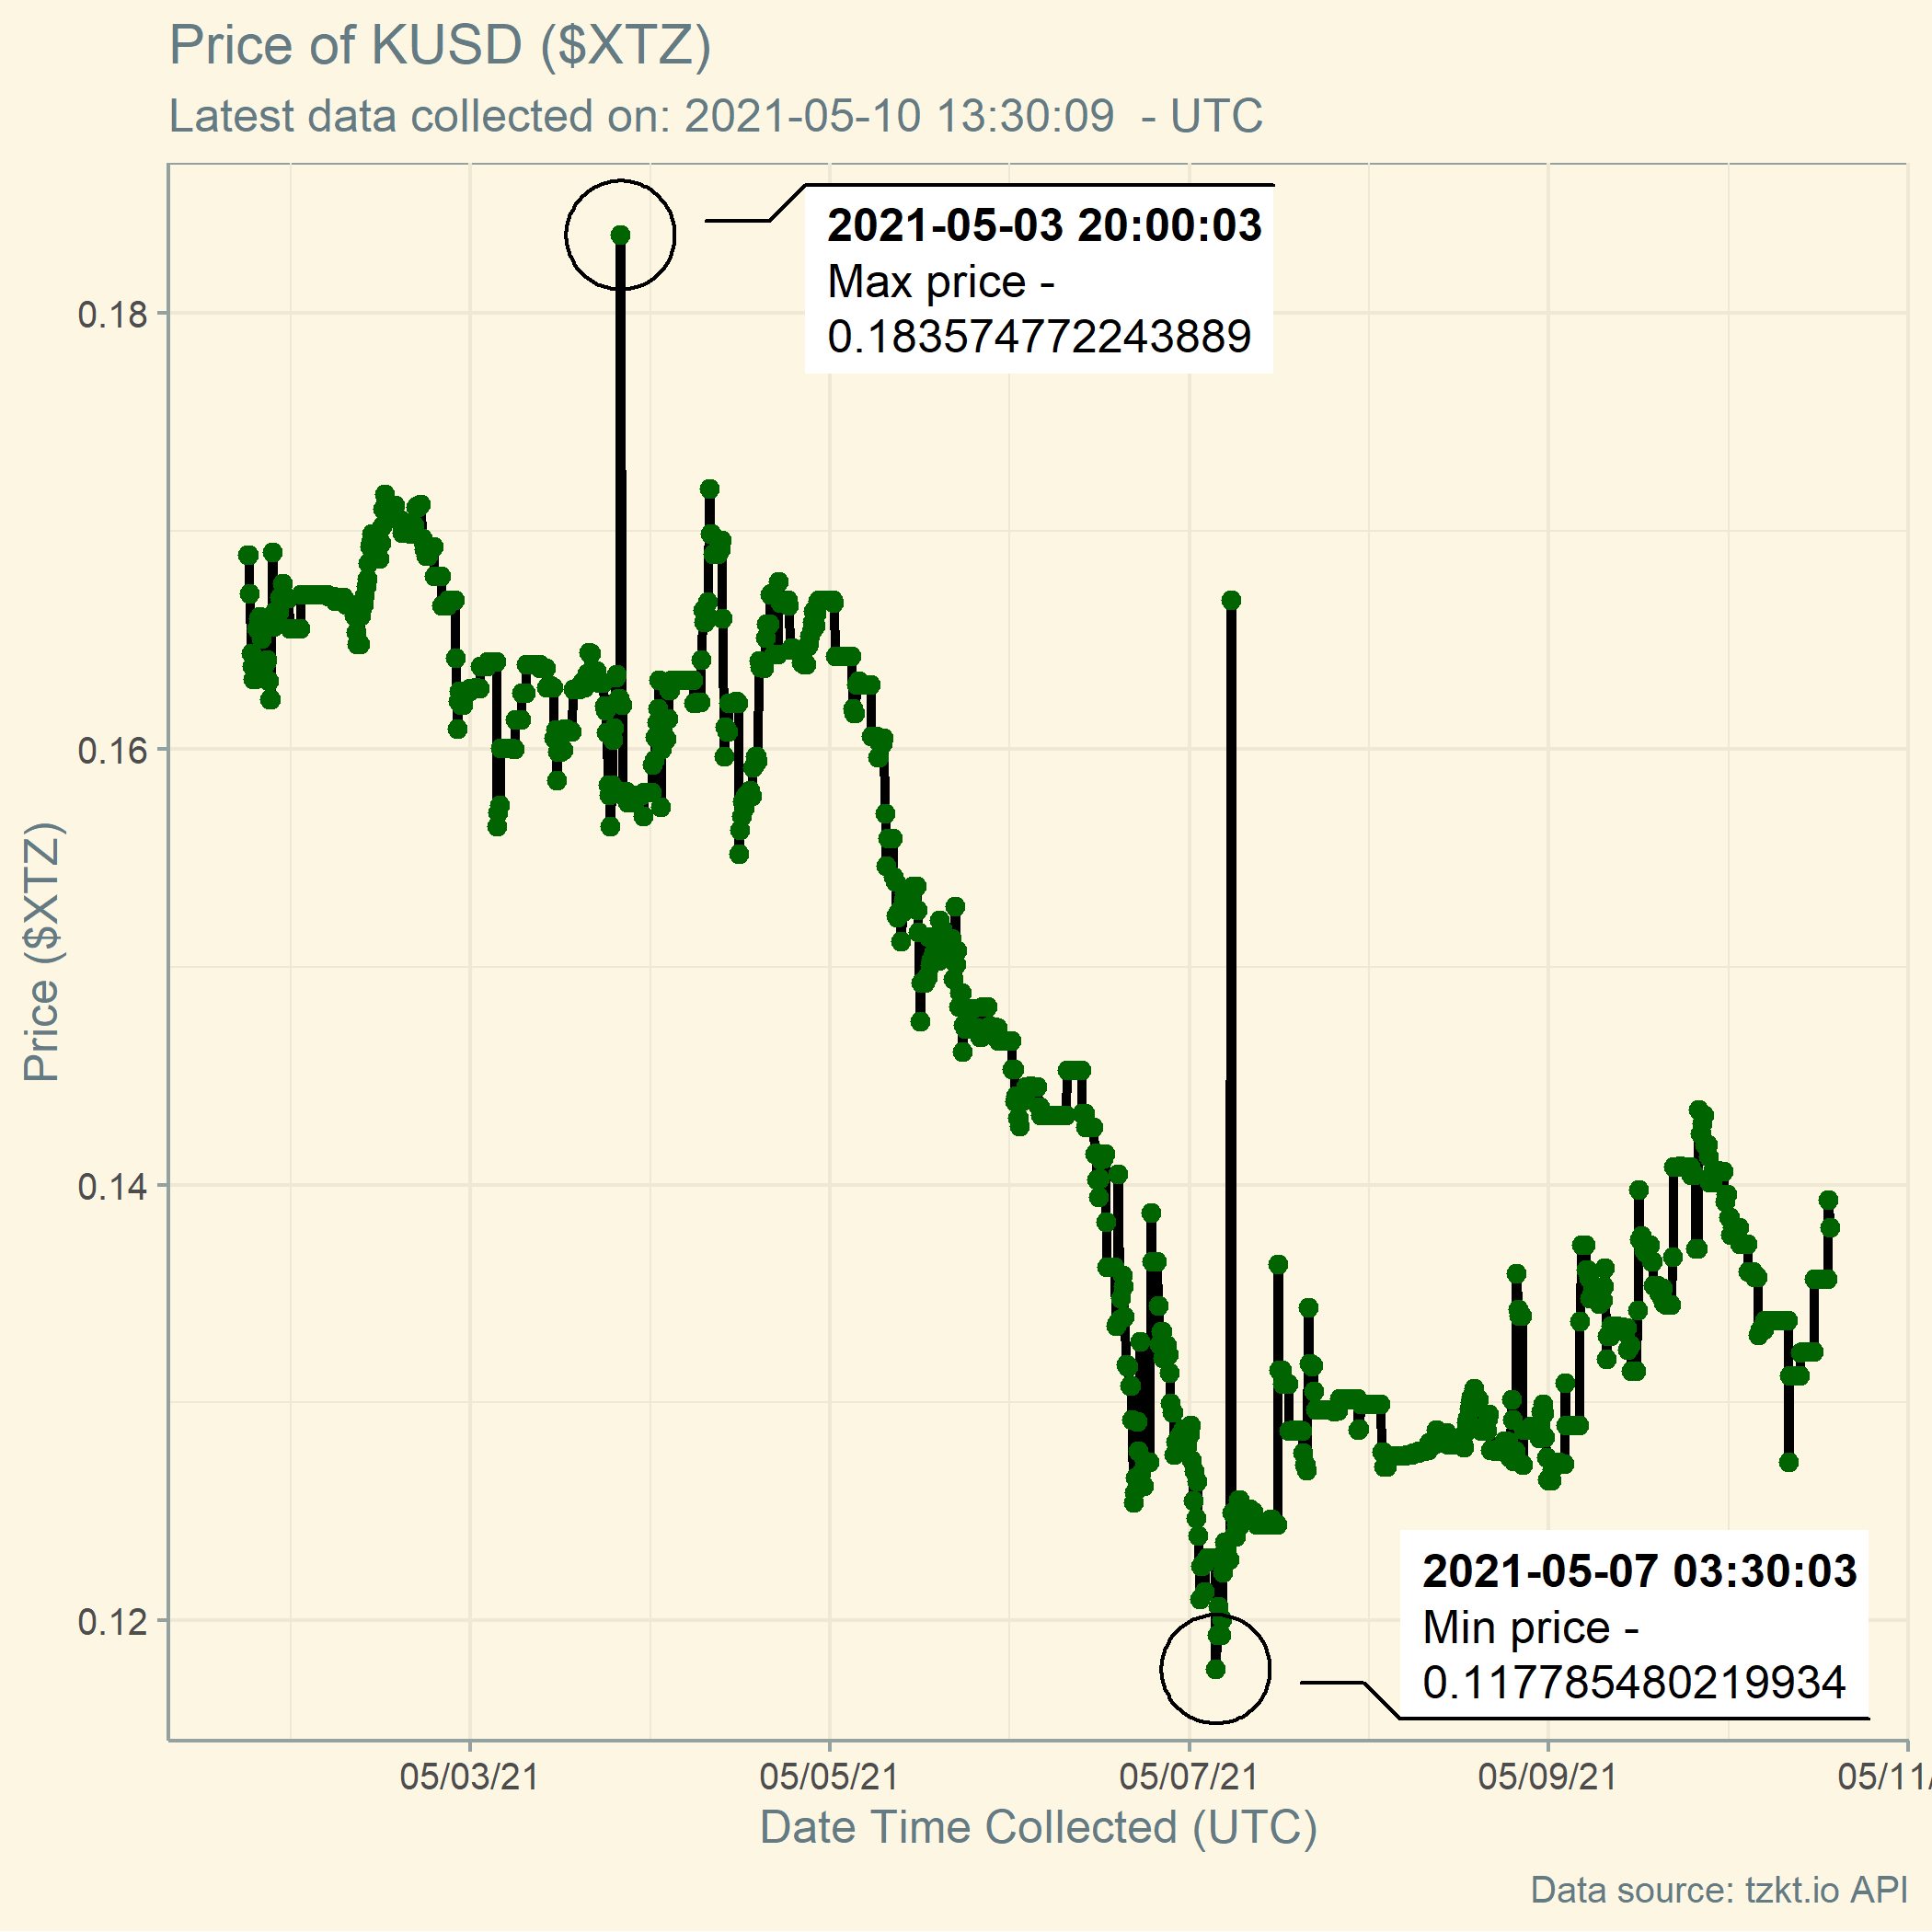 Price of KUSD ($XTZ)
Latest data collected on: 2021-05-10 13:30:09  - UTC
2021-05-03 20:00:03
Max price -
0.183574772243889
0.18
0.16
0.14
0.12
Price ($XTZ)
2021-05-07 03:30:03
Min price -
0.117785480219934
05/03/21
05/05/21
05/07/21
05/09/21
05/11/
Date Time Collected (UTC)
Data source: tzkt.io API